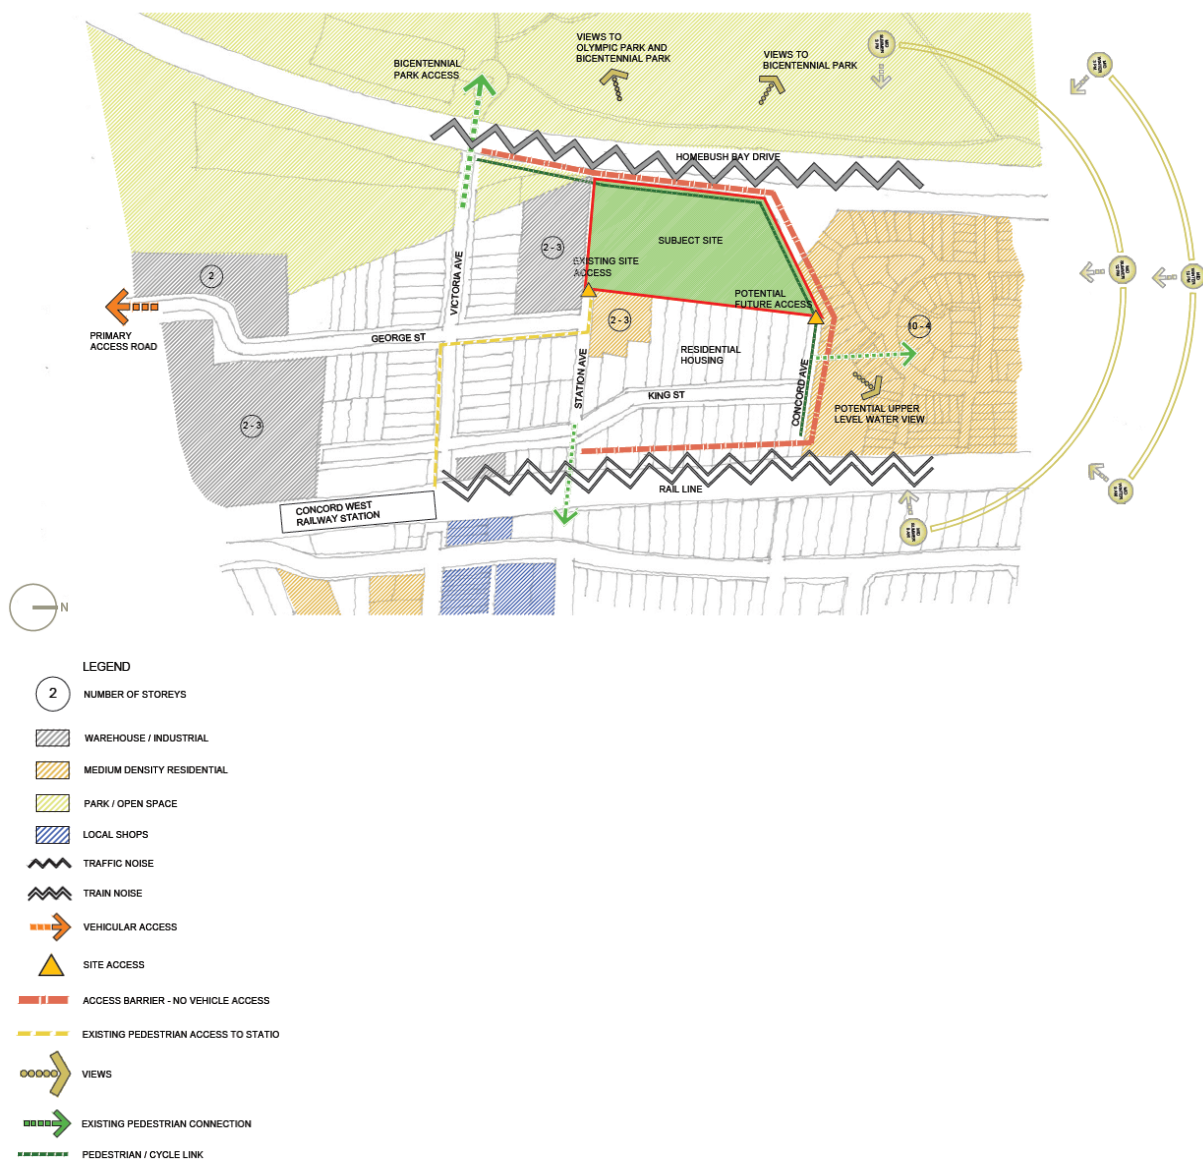 VIEWS TO
OLYMPIC PARK AND
BICENTENNIAL PARK
VIEWS TO
BICENTENNIAL PARK
BICENTENNIAL
PARK ACCESS
HOMEBUSH BAY DRIVE
SUBJECT SITE
2 - 3
EXISTING SITE
ACCESS
2
VICTORIA AVE
POTENTIAL
FUTURE ACCESS
PRIMARY
ACCESS ROAD
GEORGE ST
2 - 3
10 - 4
RESIDENTIAL
HOUSING
STATION AVE
KING ST
CONCORD AVE
POTENTIAL UPPER
LEVEL WATER VIEW
2 - 3
RAIL LINE
CONCORD WEST
RAILWAY STATION
N
LEGEND
2
NUMBER OF STOREYS
WAREHOUSE / INDUSTRIAL
MEDIUM DENSITY RESIDENTIAL
PARK / OPEN SPACE
LOCAL SHOPS
TRAFFIC NOISE
TRAIN NOISE
VEHICULAR ACCESS
SITE ACCESS
ACCESS BARRIER - NO VEHICLE ACCESS
EXISTING PEDESTRIAN ACCESS TO STATIO
VIEWS
EXISTING PEDESTRIAN CONNECTION
PEDESTRIAN / CYCLE LINK